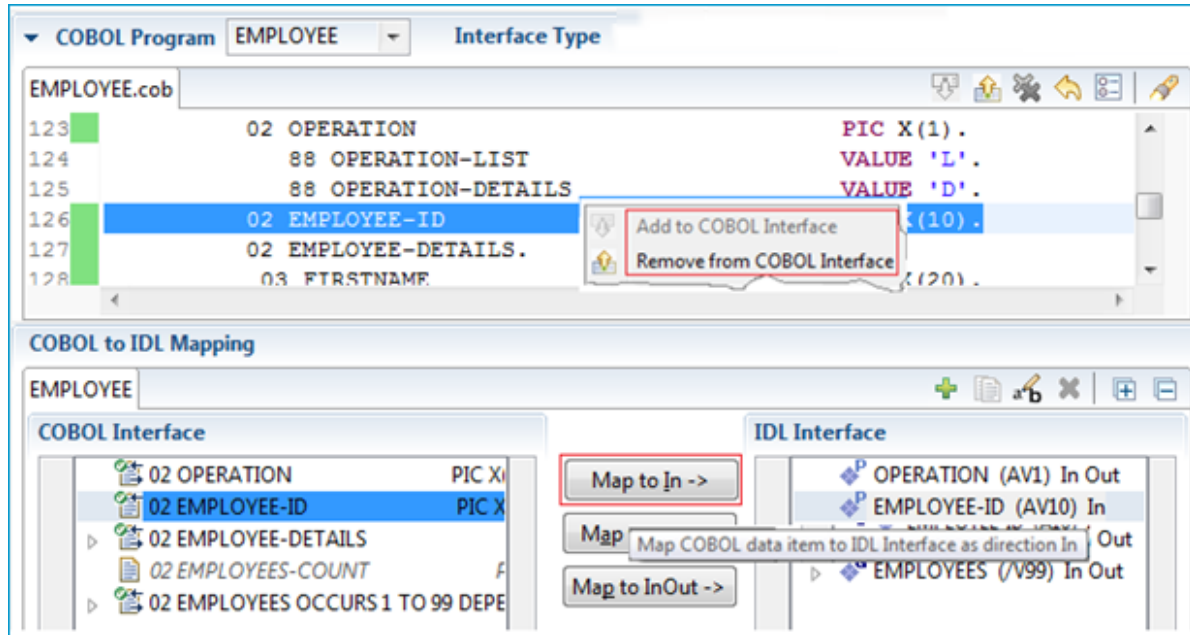 COBOL Program EMPLOYEE Interface Type
EMPLOYEE.cob
123 02 OPERATION PIC X(1).
124 88 OPERATION-LIST VALUE 'L'.
125 88 OPERATION-DETAILS VALUE 'D'.
126 02 EMPLOYEE-ID (10).
Add to COBOL Interface
127 02 EMPLOYEE-DETAILS.
Remove from COBOL Interface
128 03 FIRSTNAME (20).
COBOL to IDL Mapping
EMPLOYEE
COBOL Interface IDL Interface
02 OPERATION PIC X( Map to In -> OPERATION (AV1) In Out
02 EMPLOYEE-ID PIC X EMPLOYEE-ID (AV10) In
02 EMPLOYEE-DETAILS Map Out
Map COBOL data item to IDL Interface as direction In
02 EMPLOYEES-COUNT Map to InOut -> EMPLOYEES (/V99) In Out
02 EMPLOYEES OCCURS 1 TO 99 DEPE